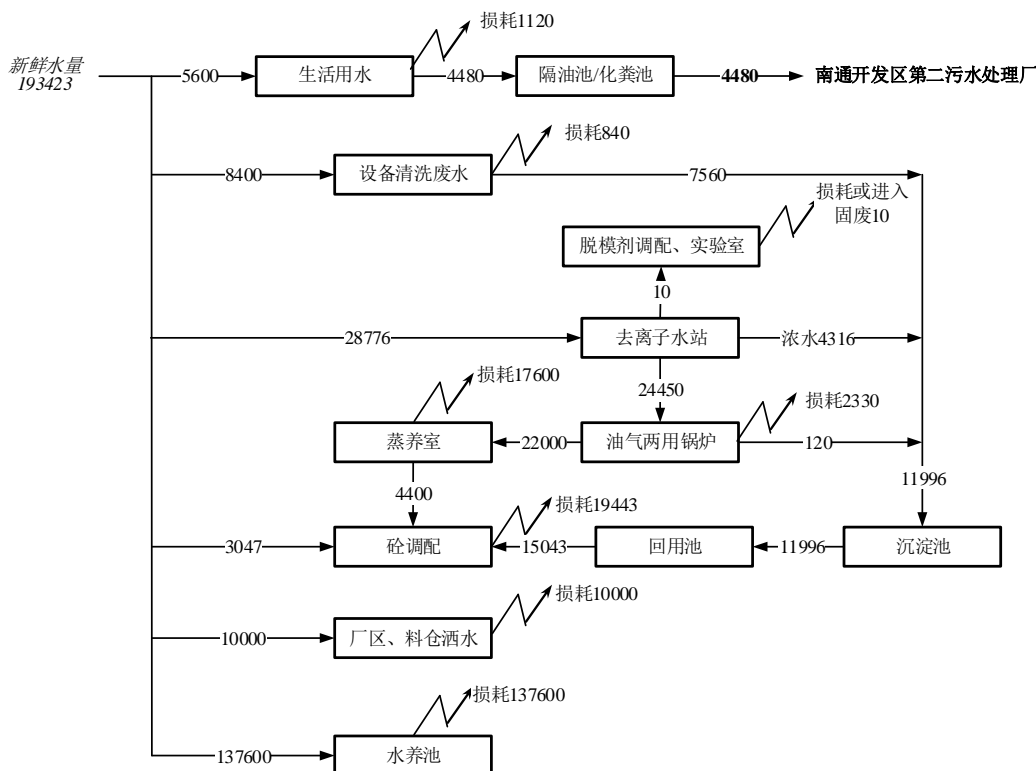 损耗1120
新鲜水量
193423
5600
生活用水
4480
隔油池/化粪池
4480
南通开发区第二污水处理厂
损耗840
8400
设备清洗废水
7560
损耗或进入
固废10
脱模剂调配、实验室
10
28776
去离子水站
浓水4316
损耗17600
24450
损耗2330
蒸养室
22000
油气两用锅炉
120
4400
11996
损耗19443
3047
砼调配
15043
回用池
11996
沉淀池
损耗10000
10000
厂区、料仓洒水
损耗137600
137600
水养池